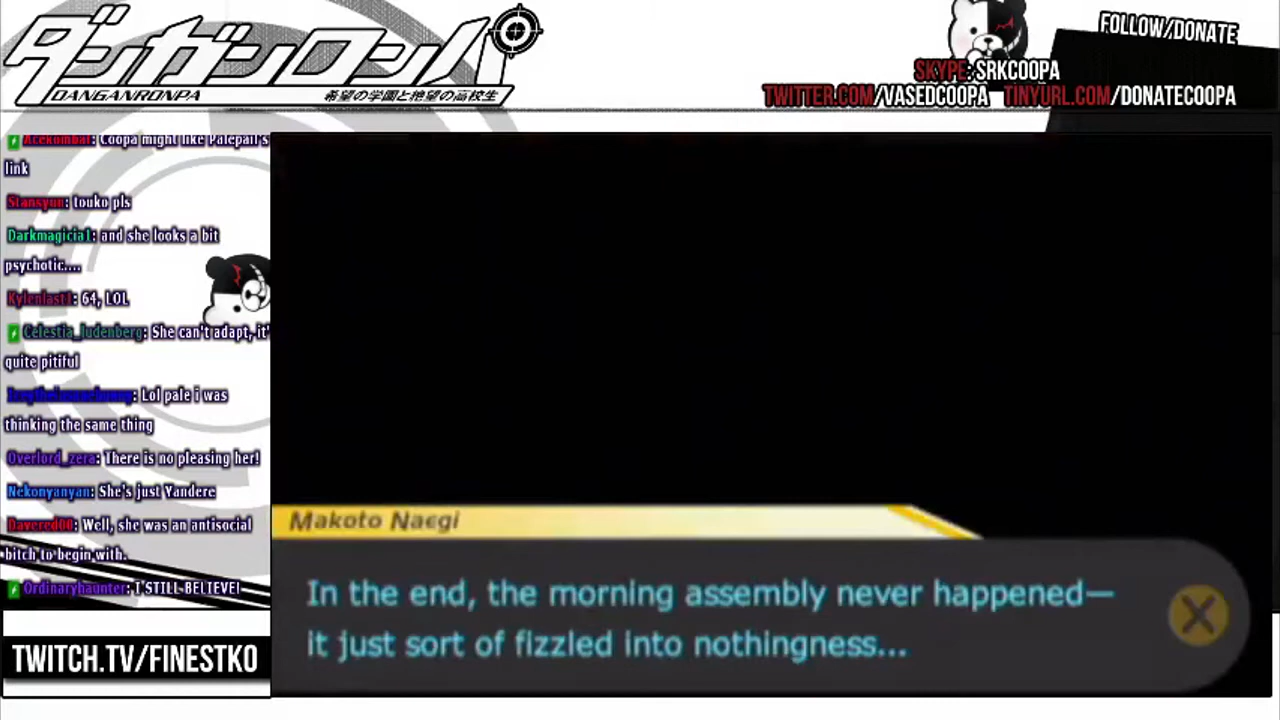 ダンガンロンパ
DANGANRONPA 希望の学園と絶望の高校生
FOLLOW/DONATE
SKYPE: SRKCOOPA
TWITTER.COM/VASEDCOOPA TINYURL.COM/DONATECOOPA
Acekombat: Coopa might like Palepail's
link
Stansyun: touko pls
Darkmagicia1: and she looks a bit
psychotic....
Kylenlast1: 64, LOL
Celestia_ludenberg: She can't adapt, it'
quite pitiful
Lol pale i was
thinking the same thing
Overlord_zera: There is no pleasing her!
Nekonyanyan: She's just Yandere
Davered00: Well, she was an antisocial
bitch to begin with.
Ordinaryhaunter: I STILL BELIEVE!
TWITCH.TV/FINESTKO
Makoto Naegi
In the end, the morning assembly never happened—
it just sort of fizzled into nothingness...